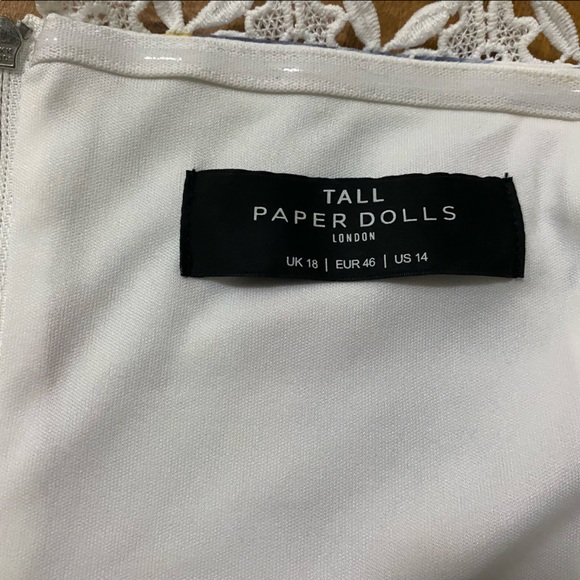 TALL
PAPER DOLLS
LONDON
UK 18 | EUR 46 | US 14